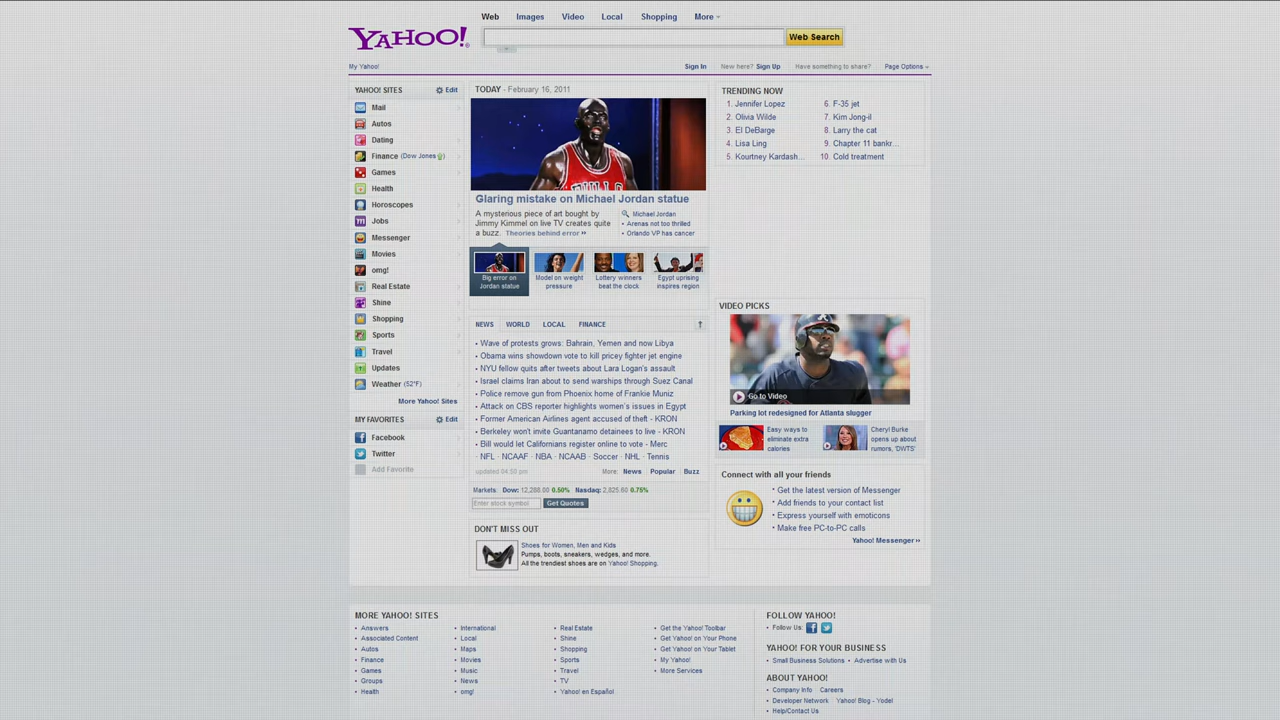 Web Images Video Local Shopping More
YAHOO!
Web Search
My Yahoo! Sign In New here? Sign Up Have something to share? Page Options
YAHOO! SITES Edit
Mail
Autos
Dating
Finance (Dow Jones)
Games
Health
Horoscopes
Jobs
Messenger
Movies
omg!
Real Estate
Shine
Shopping
Sports
Travel
Updates
Weather (52°F)
More Yahoo! Sites
MY FAVORITES Edit
Facebook
Twitter
Add Favorite
TODAY - February 16, 2011
BULLS
Glaring mistake on Michael Jordan statue
A mysterious piece of art bought by
Jimmy Kimmel on live TV creates quite
a buzz. Theories behind error »
Michael Jordan
• Arenas not too thrilled
• Orlando VP has cancer
Big error on
Jordan statue
Model on weight
pressure
Lottery winners
beat the clock
Egypt uprising
inspires region
NEWS WORLD LOCAL FINANCE
• Wave of protests grows: Bahrain, Yemen and now Libya
• Obama wins showdown vote to kill pricey fighter jet engine
• NYU fellow quits after tweets about Lara Logan's assault
• Israel claims Iran about to send warships through Suez Canal
• Police remove gun from Phoenix home of Frankie Muniz
• Attack on CBS reporter highlights women's issues in Egypt
• Former American Airlines agent accused of theft - KRON
• Berkeley won't invite Guantanamo detainees to live - KRON
• Bill would let Californians register online to vote - Merc
• NFL · NCAAF · NBA · NCAAB · Soccer · NHL · Tennis
updated 04:50 pm More: News Popular Buzz
Markets: Dow: 12,288.00 0.50% Nasdaq: 2,825.60 0.75%
Enter stock symbol Get Quotes
DON'T MISS OUT
Shoes for Women, Men and Kids
Pumps, boots, sneakers, wedges, and more.
All the trendiest shoes are on Yahoo! Shopping.
TRENDING NOW
1. Jennifer Lopez
2. Olivia Wilde
3. El DeBarge
4. Lisa Ling
5. Kourtney Kardash...
6. F-35 jet
7. Kim Jong-il
8. Larry the cat
9. Chapter 11 bankr...
10. Cold treatment
VIDEO PICKS
Go to Video
Parking lot redesigned for Atlanta slugger
Easy ways to
eliminate extra
calories
Cheryl Burke
opens up about
rumors, 'DWTS'
Connect with all your friends
• Get the latest version of Messenger
• Add friends to your contact list
• Express yourself with emoticons
• Make free PC-to-PC calls
Yahoo! Messenger »
MORE YAHOO! SITES
• Answers
• Associated Content
• Autos
• Finance
• Games
• Groups
• Health
• International
• Local
• Maps
• Movies
• Music
• News
• omg!
• Real Estate
• Shine
• Shopping
• Sports
• Travel
• TV
• Yahoo! en Español
• Get the Yahoo! Toolbar
• Get Yahoo! on Your Phone
• Get Yahoo! on Your Tablet
• My Yahoo!
• More Services
FOLLOW YAHOO!
• Follow Us:
YAHOO! FOR YOUR BUSINESS
• Small Business Solutions • Advertise with Us
ABOUT YAHOO!
• Company Info Careers
• Developer Network Yahoo! Blog - Yodel
• Help/Contact Us